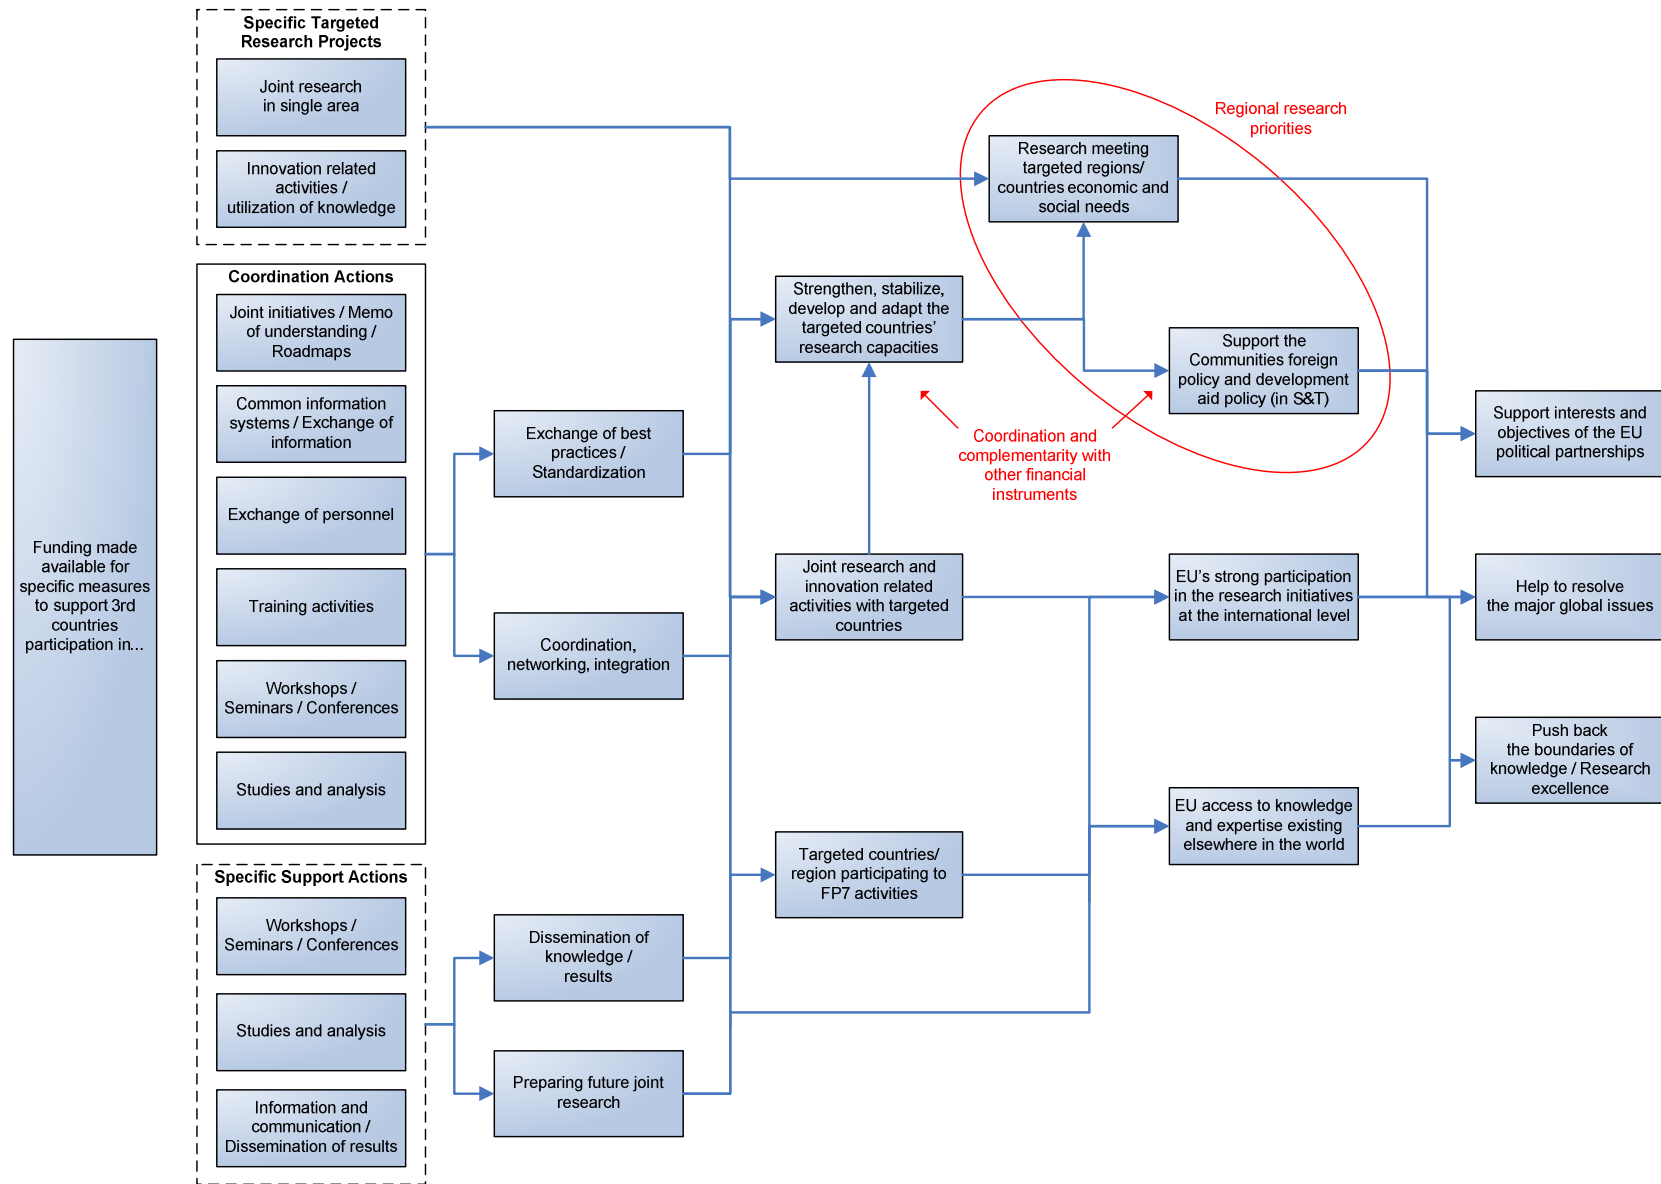 Funding made
available for
specific measures
to support 3rd
countries
participation in...
Specific Targeted
Research Projects
Joint research
in single area
Innovation related
activities /
utilization of knowledge
Coordination Actions
Joint initiatives / Memo
of understanding /
Roadmaps
Common information
systems / Exchange of
information
Exchange of personnel
Training activities
Workshops /
Seminars / Conferences
Studies and analysis
Specific Support Actions
Workshops /
Seminars / Conferences
Studies and analysis
Information and
communication /
Dissemination of results
Exchange of best
practices /
Standardization
Coordination,
networking, integration
Dissemination of
knowledge /
results
Preparing future joint
research
Strengthen, stabilize,
develop and adapt the
targeted countries’
research capacities
Joint research and
innovation related
activities with targeted
countries
Targeted countries/
region participating to
FP7 activities
Regional research
priorities
Research meeting
targeted regions/
countries economic and
social needs
Support the
Communities foreign
policy and development
aid policy (in S&T)
Coordination and
complementarity with
other financial
instruments
EU’s strong participation
in the research initiatives
at the international level
EU access to knowledge
and expertise existing
elsewhere in the world
Support interests and
objectives of the EU
political partnerships
Help to resolve
the major global issues
Push back
the boundaries of
knowledge / Research
excellence